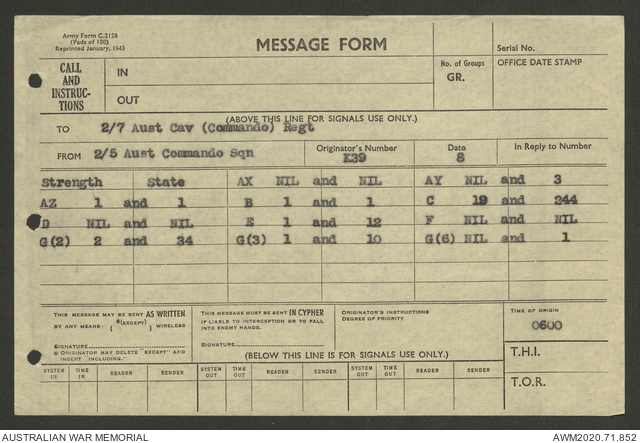 Army Form C.2128
(Pads of 100)
Reprinted January, 1943
MESSAGE FORM
Serial No.
CALL AND INSTRUC-TIONS
IN
OUT
No. of Groups
GR.
OFFICE DATE STAMP
(ABOVE THIS LINE FOR SIGNALS USE ONLY.)
TO 2/7 Aust Cav (Commando) Regt
FROM 2/5 Aust Commando Sqn
Originator's Number
K39
Date
8
In Reply to Number
Strength State AX NIL and NIL AY NIL and 3
AZ 1 and 1 B 1 and 1 C 19 and 244
D NIL and NIL E 1 and 12 F NIL and NIL
G(2) 2 and 34 G(3) 1 and 10 G(6) NIL and 1
THIS MESSAGE MAY BE SENT AS WRITTEN
BY ANY MEANS. { *(EXCEPT) } WIRELESS
SIGNATURE
® ORIGINATOR MAY DELETE "EXCEPT" AND
INSERT "INCLUDING."
THIS MESSAGE MUST BE SENT IN CYPHER
IF LIABLE TO INTERCEPTION OR TO FALL
INTO ENEMY HANDS.
SIGNATURE
ORIGINATOR'S INSTRUCTIONS
DEGREE OF PRIORITY
TIME OF ORIGIN
0600
(BELOW THIS LINE IS FOR SIGNALS USE ONLY.)
T.H.I.
T.O.R.
SYSTEM IN TIME IN READER SENDER SYSTEM OUT TIME OUT READER SENDER SYSTEM OUT TIME OUT READER SENDER
AUSTRALIAN WAR MEMORIAL
AWM2020.71.852